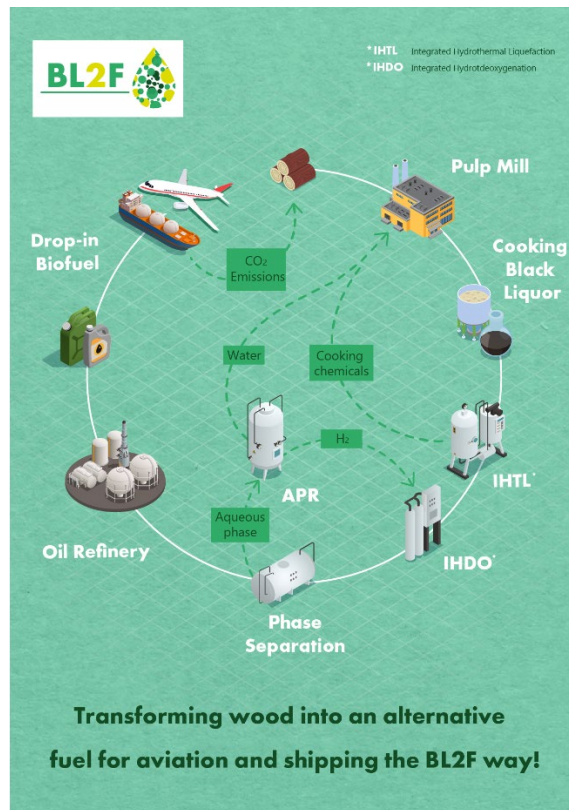 BL2F
*IHTL Integrated Hydrothermal Liquefaction
*IHDO Integrated Hydrotdeoxygenation
Pulp Mill
Drop-in
Biofuel
CO₂
Emissions
Cooking
Black
Liquor
Water
Cooking
chemicals
H₂
IHTL*
APR
Aqueous
phase
Oil Refinery
IHDO*
Phase
Separation
Transforming wood into an alternative
fuel for aviation and shipping the BL2F way!